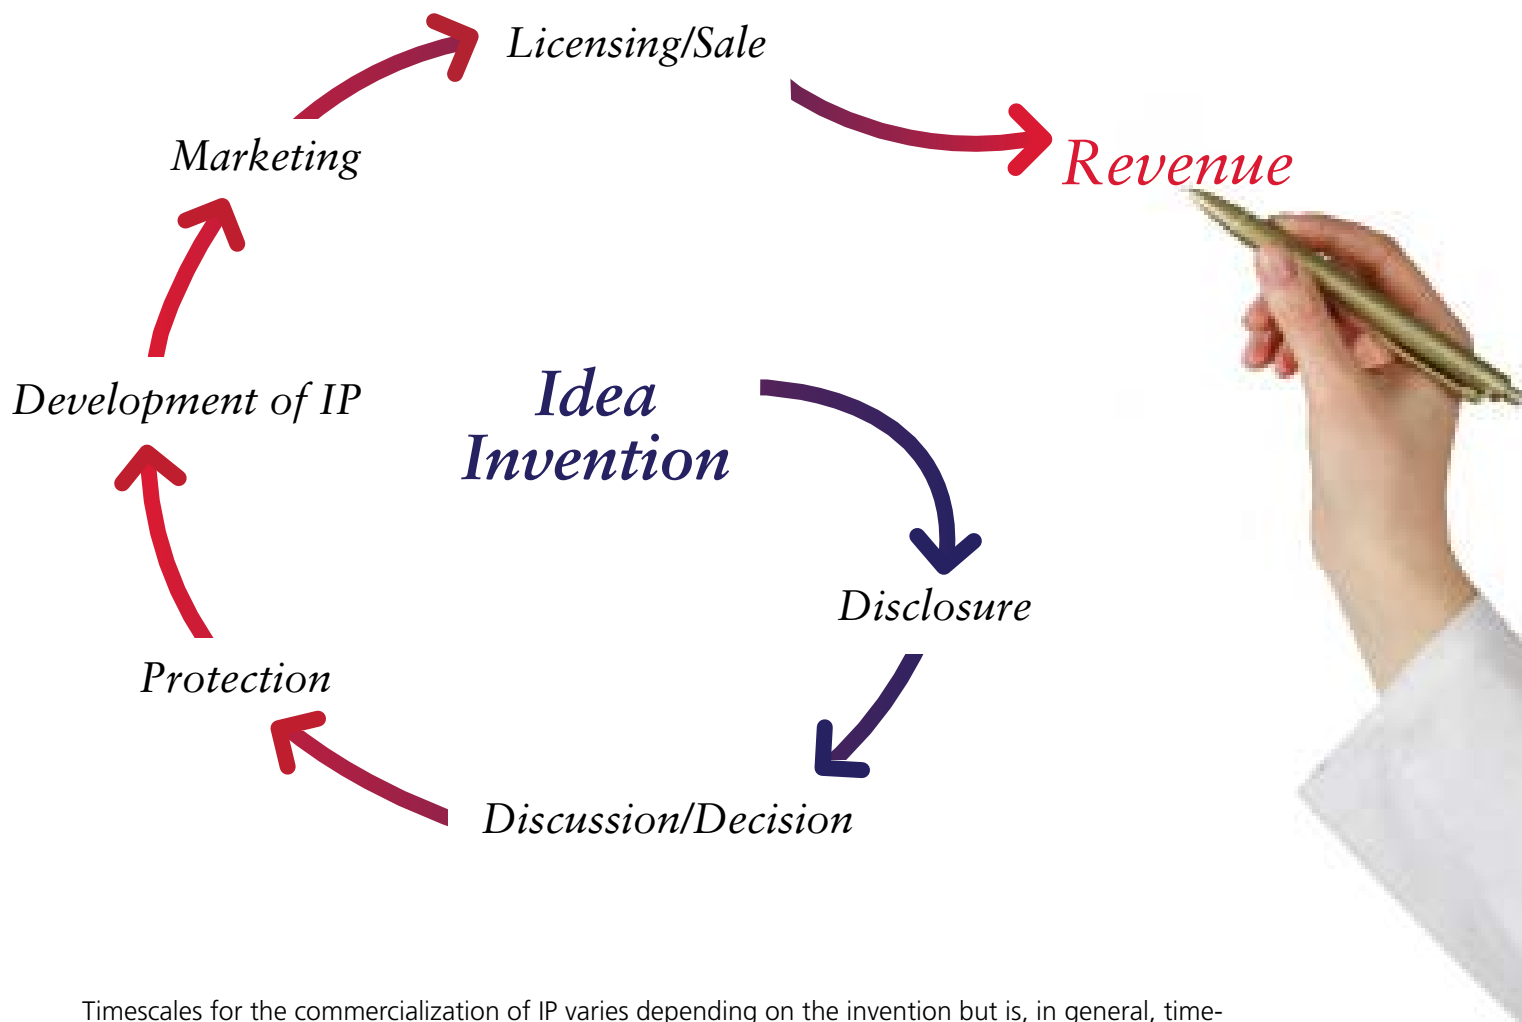 Licensing/Sale
Marketing
Revenue
Development of IP
Idea
Invention
Disclosure
Protection
Discussion/Decision
Timescales for the commercialization of IP varies depending on the invention but is, in general, time-